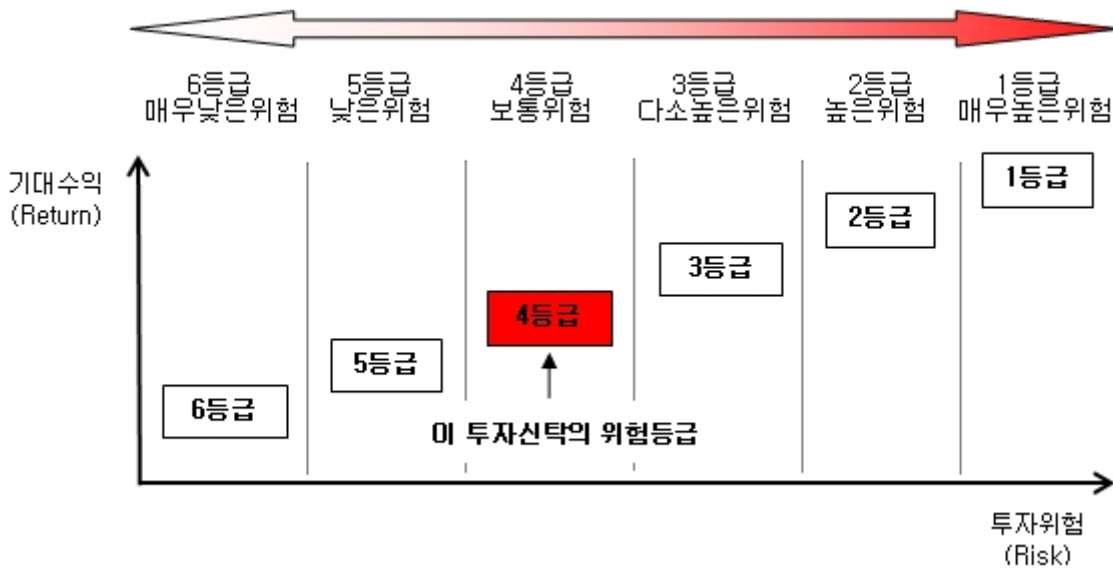 6등급
매우낮은위험
5등급
낮은위험
4등급
보통위험
3등급
다소높은위험
2등급
높은위험
1등급
매우높은위험
기대수익
(Return)
1등급
2등급
3등급
4등급
5등급
6등급
이 투자신탁의 위험등급
투자위험
(Risk)